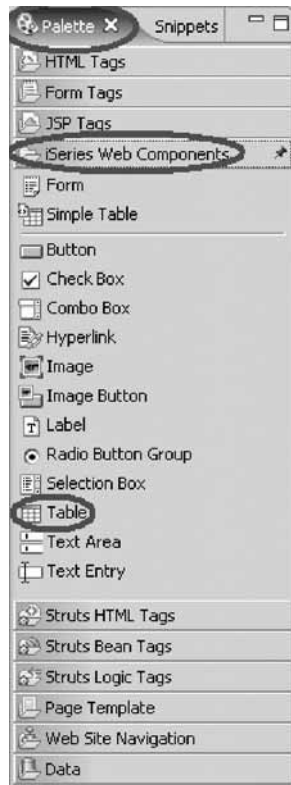 Palette Snippets
HTML Tags
Form Tags
JSP Tags
iSeries Web Components
Form
Simple Table
Button
Check Box
Combo Box
Hyperlink
Image
Image Button
Label
Radio Button Group
Selection Box
Table
Text Area
Text Entry
Struts HTML Tags
Struts Bean Tags
Struts Logic Tags
Page Template
Web Site Navigation
Data